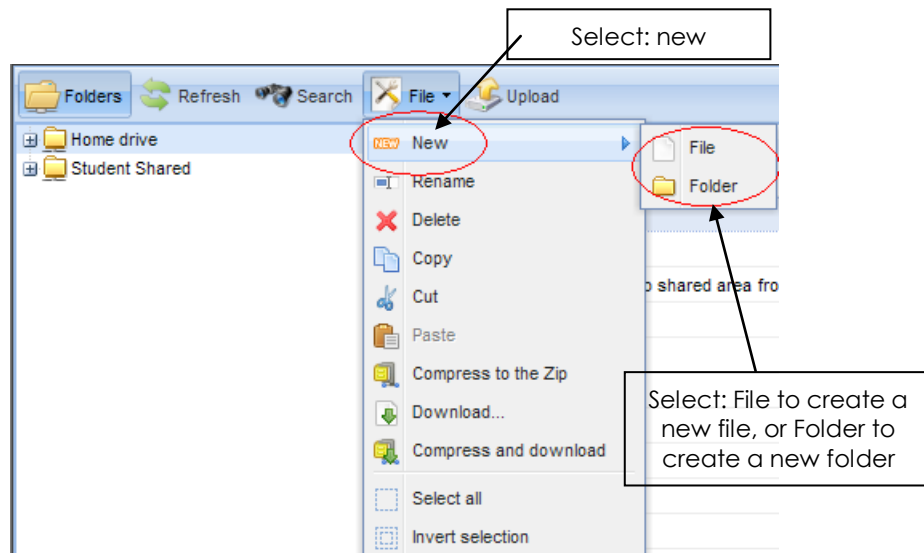 Select: new
Folders Refresh Search File Upload
Home drive
Student Shared
NEW New
Rename
Delete
Copy
Cut
Paste
Compress to the Zip
Download...
Compress and download
Select all
Invert selection
File
Folder
o shared area fro
Select: File to create a
new file, or Folder to
create a new folder